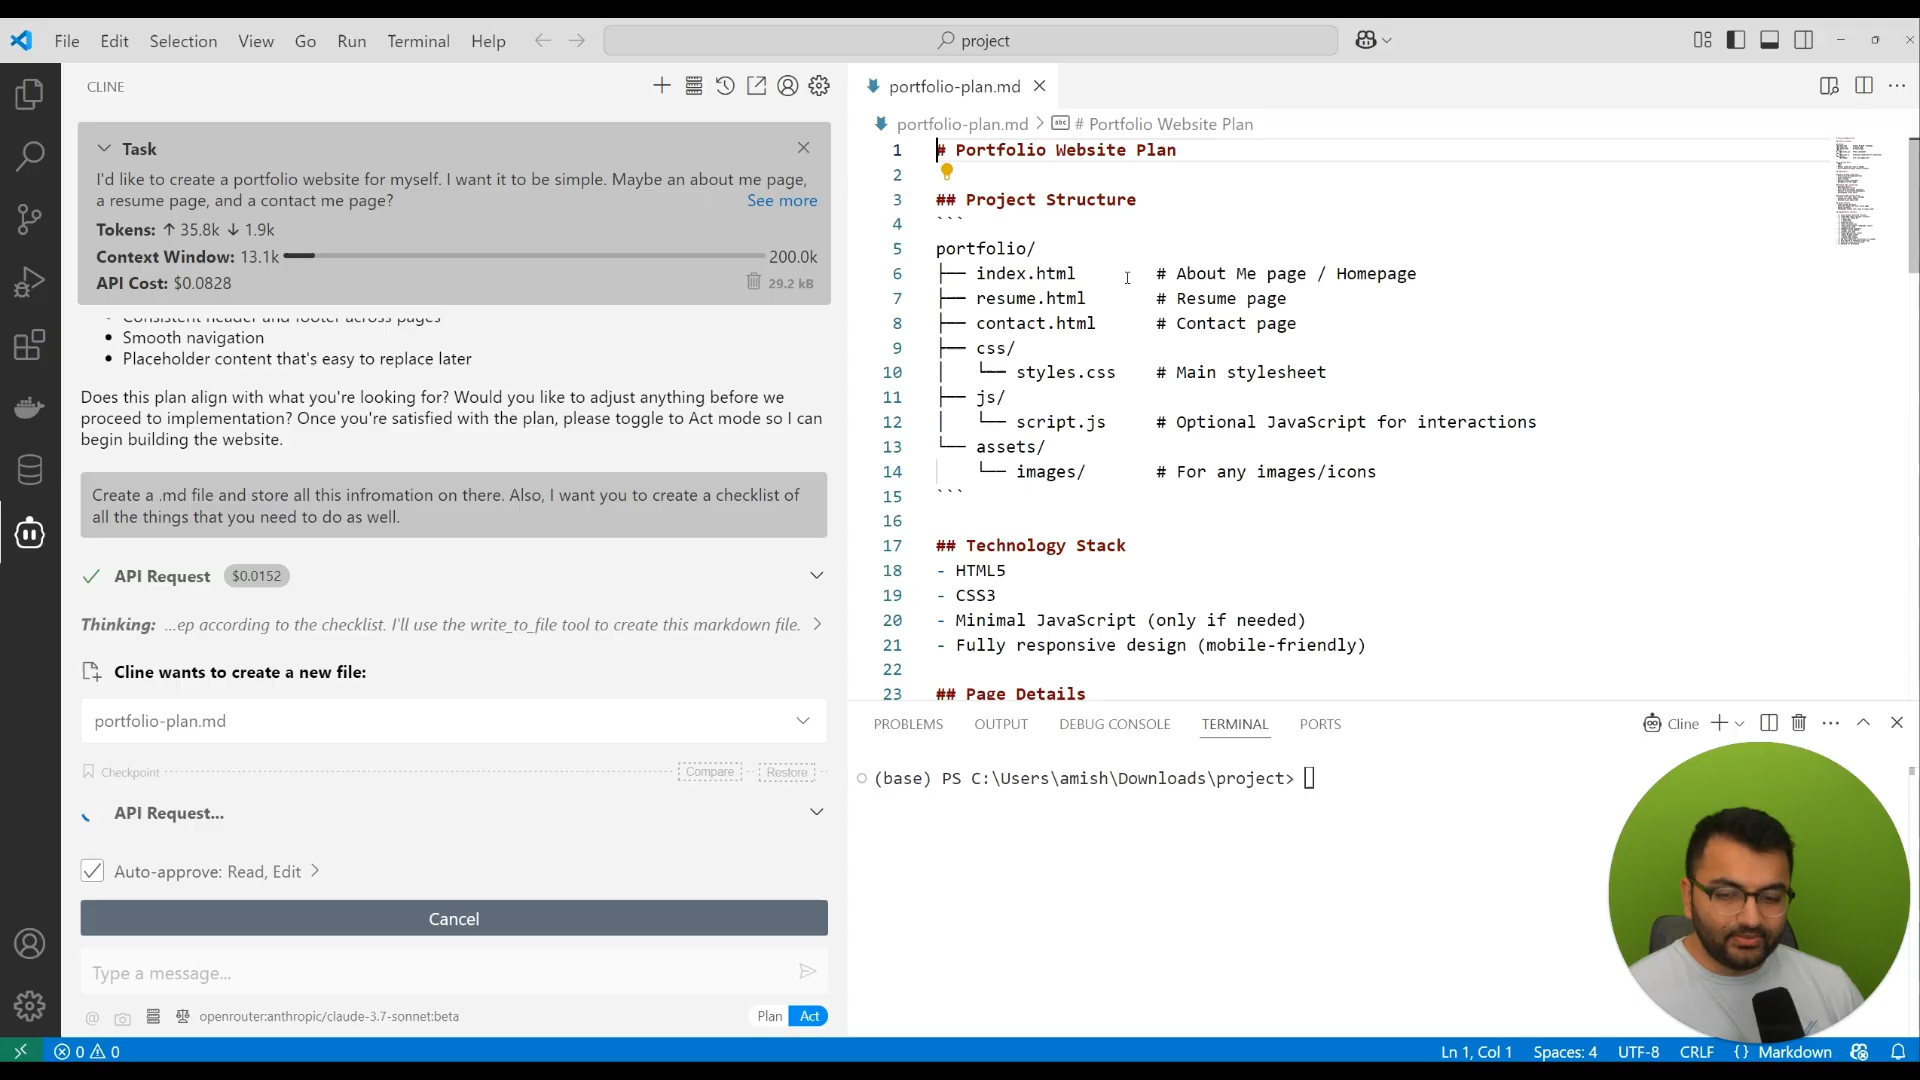 File Edit Selection View Go Run Terminal Help
project
CLINE
Task
I'd like to create a portfolio website for myself. I want it to be simple. Maybe an about me page,
a resume page, and a contact me page?
See more
Tokens: ↑ 35.8k ↓ 1.9k
Context Window: 13.1k 200.0k
API Cost: $0.0828
29.2 kB
Consistent header and footer across pages
• Smooth navigation
• Placeholder content that's easy to replace later
Does this plan align with what you're looking for? Would you like to adjust anything before we
proceed to implementation? Once you're satisfied with the plan, please toggle to Act mode so I can
begin building the website.
Create a .md file and store all this infromation on there. Also, I want you to create a checklist of
all the things that you need to do as well.
API Request $0.0152
Thinking: ...ep according to the checklist. I'll use the write_to_file tool to create this markdown file.
Cline wants to create a new file:
portfolio-plan.md
Checkpoint Compare Restore
API Request...
Auto-approve: Read, Edit
Cancel
Type a message...
@ openrouter:anthropic/claude-3.7-sonnet:beta
Plan Act
portfolio-plan.md
portfolio-plan.md > # Portfolio Website Plan
1 # Portfolio Website Plan
2
3 ## Project Structure
4 ```
5 portfolio/
6 ├── index.html # About Me page / Homepage
7 ├── resume.html # Resume page
8 ├── contact.html # Contact page
9 ├── css/
10 │ └── styles.css # Main stylesheet
11 ├── js/
12 │ └── script.js # Optional JavaScript for interactions
13 └── assets/
14 └── images/ # For any images/icons
15 ```
16
17 ## Technology Stack
18 - HTML5
19 - CSS3
20 - Minimal JavaScript (only if needed)
21 - Fully responsive design (mobile-friendly)
22
23 ## Page Details
PROBLEMS OUTPUT DEBUG CONSOLE TERMINAL PORTS
Cline
(base) PS C:\Users\amish\Downloads\project>
0 0
Ln 1, Col 1 Spaces: 4 UTF-8 CRLF {} Markdown